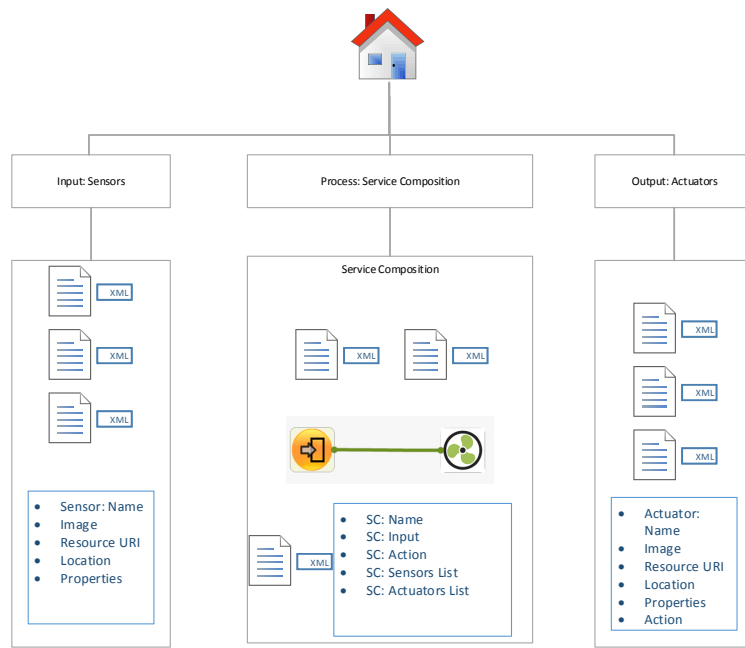 Input: Sensors
Process: Service Composition
Output: Actuators
XML
XML
XML
Sensor: Name
Image
Resource URI
Location
Properties
Service Composition
XML
XML
XML
SC: Name
SC: Input
SC: Action
SC: Sensors List
SC: Actuators List
XML
XML
XML
Actuator:
Name
Image
Resource URI
Location
Properties
Action